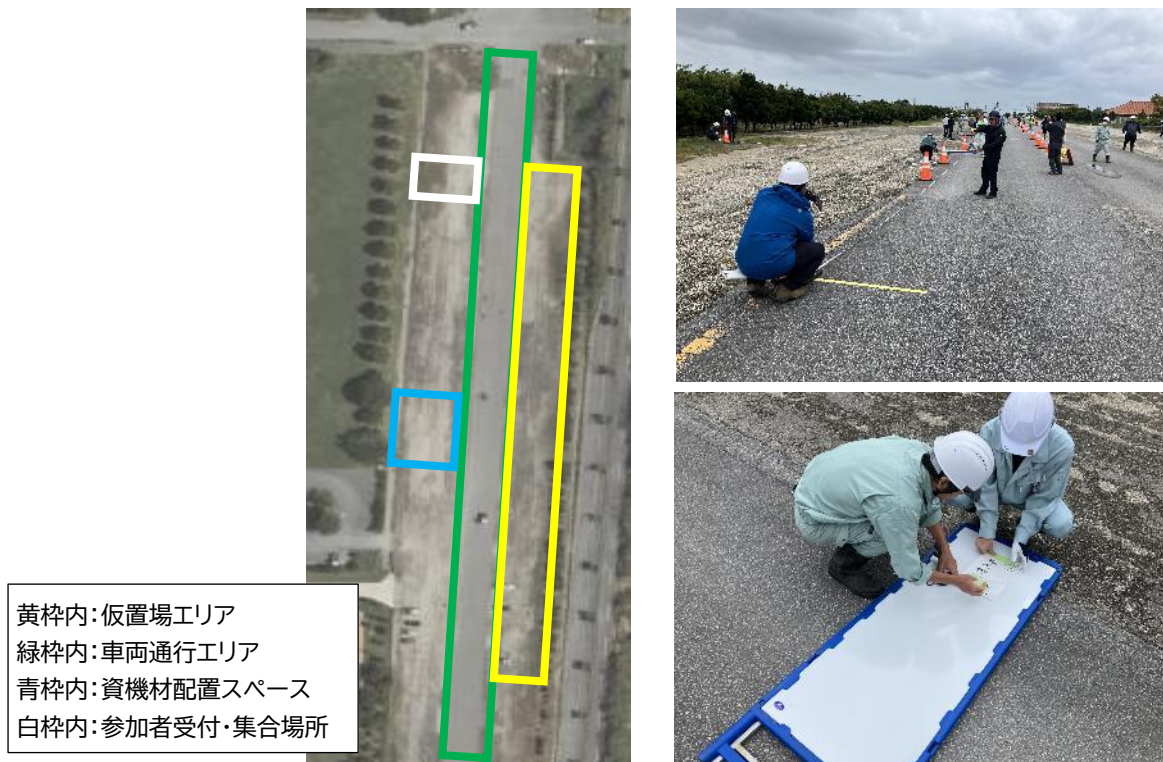 黄枠内：仮置場エリア
緑枠内：車両通行エリア
青枠内：資機材配置スペース
白枠内：参加者受付・集合場所